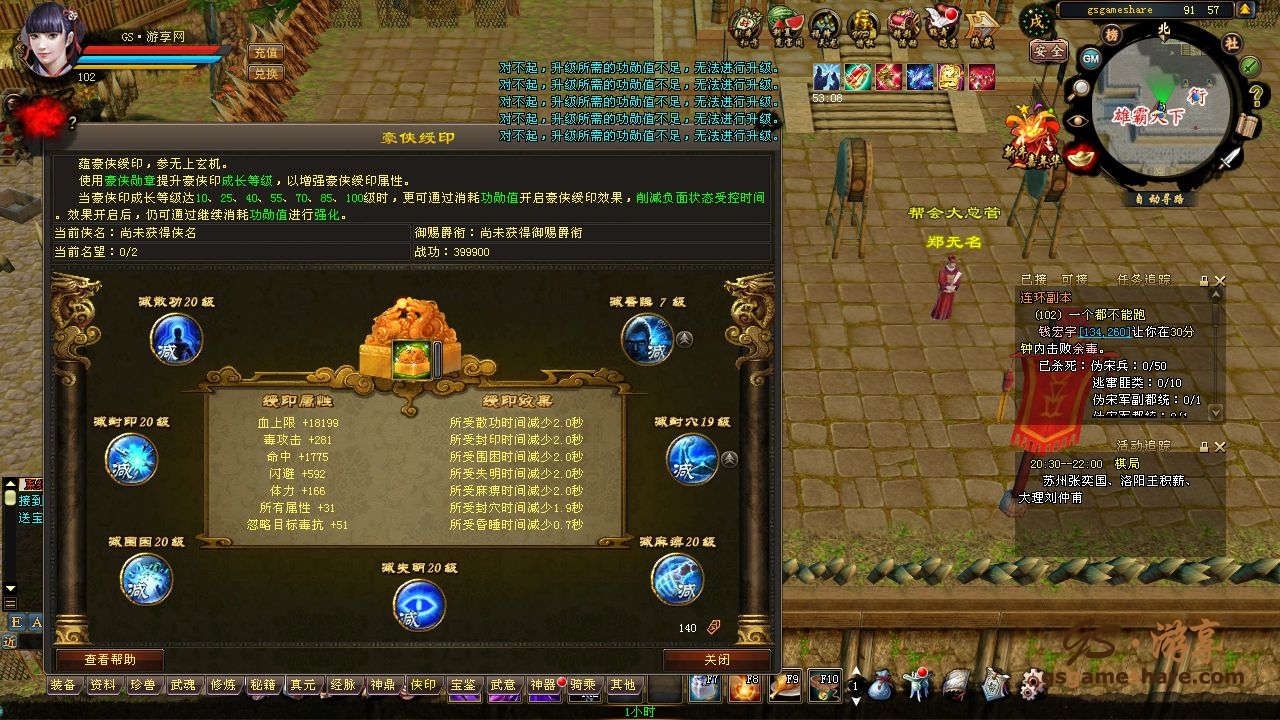 GS·游享网
102
充值
兑换
gsgameshare 91 57
对不起，升级所需的功勋值不足，无法进行升级。
对不起，升级所需的功勋值不足，无法进行升级。
对不起，升级所需的功勋值不足，无法进行升级。
对不起，升级所需的功勋值不足，无法进行升级。
对不起，升级所需的功勋值不足，无法进行升级。
53:08
戌
安全
榜
北
社
GM
雄霸天下
自动寻路
豪侠绶印
蕴豪侠绶印，参无上玄机。
使用豪侠勋章提升豪侠印成长等级，以增强豪侠绶印属性。
当豪侠印成长等级达10、25、40、55、70、85、100级时，更可通过消耗功勋值开启豪侠绶印效果，削减负面状态受控时间
。效果开启后，仍可通过继续消耗功勋值进行强化。
当前侠名：尚未获得侠名
御赐爵衔：尚未获得御赐爵衔
当前名望：0/2
战功：399900
减散功20级
减昏睡 7级
减封印20级
减封穴19级
减围困20级
减麻痹20级
减失明20级
绶印属性
血上限 +18199
毒攻击 +281
命中 +1775
闪避 +592
体力 +166
所有属性 +31
忽略目标毒抗 +51
绶印效果
所受散功时间减少2.0秒
所受封印时间减少2.0秒
所受围困时间减少2.0秒
所受失明时间减少2.0秒
所受麻痹时间减少2.0秒
所受封穴时间减少1.9秒
所受昏睡时间减少0.7秒
140
查看帮助
关闭
帮会大总管
郑无名
已接 可接 任务追踪
连环副本
(102) 一个都不能跑
钱宏宇[134,260]让你在30分
钟内击败余毒。
已杀死：伪宋兵：0/50
逃事匪类：0/10
伪宋军副都统：0/1
活动追踪
20:30--22:00 棋局
苏州张奕国、洛阳王积薪、
大理刘仲甫
接到
送宝
E A
近
装备 资料 珍兽 武魂 修炼 秘籍 真元 经脉 神鼎 侠印 宝鉴 武意 神器 骑乘 其他
F7 F8 F9 F10
1
1小时
GS·游享
gsgameshare.com